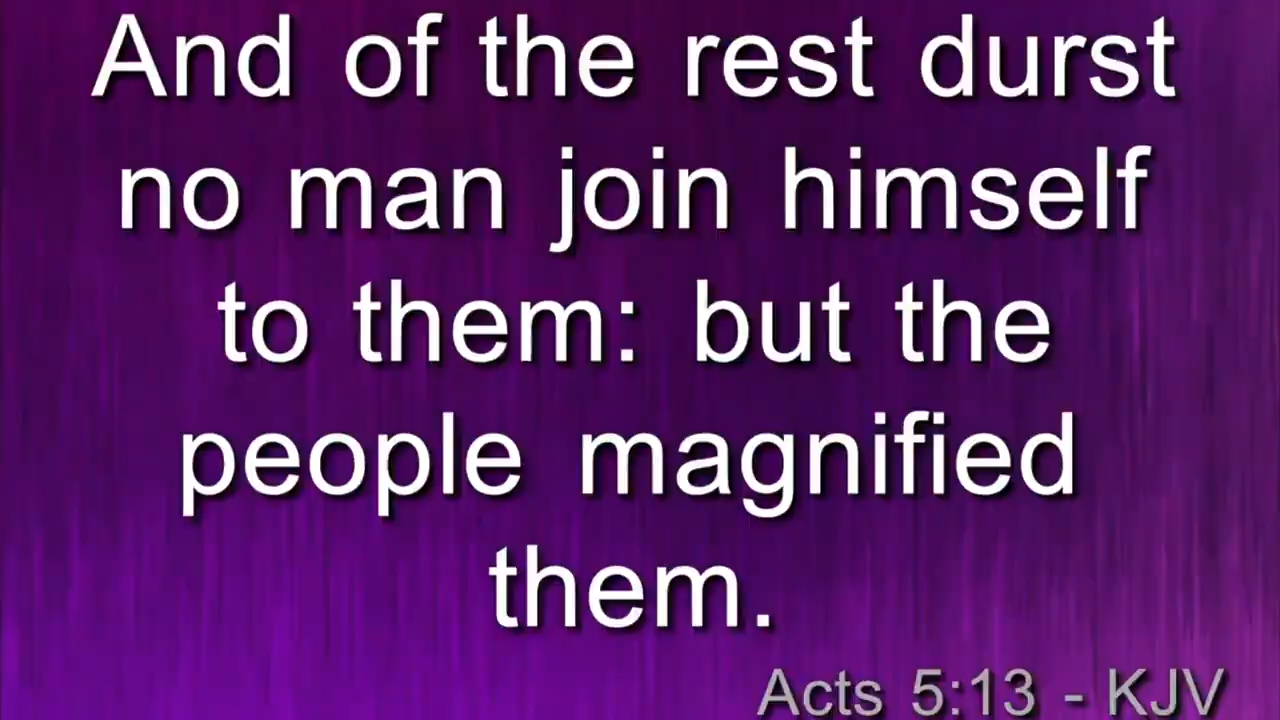 And of the rest durst
no man join himself
to them: but the
people magnified
them.
Acts 5:13 - KJV